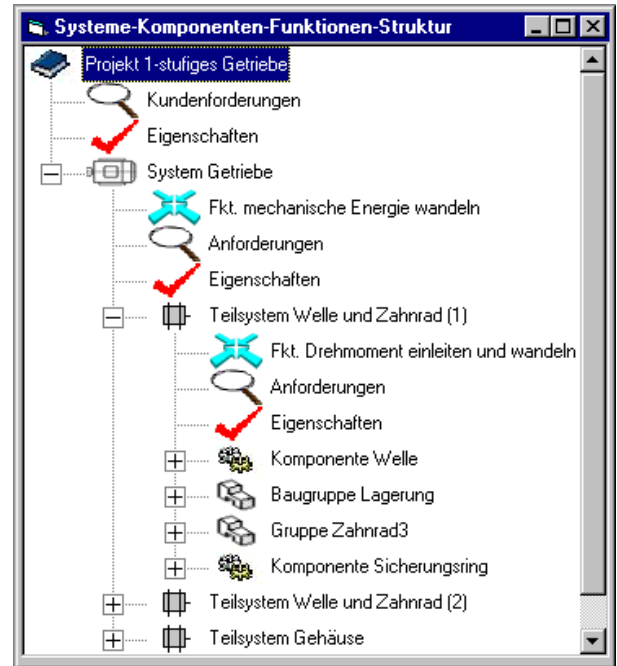 Systeme-Komponenten-Funktionen-Struktur
Projekt 1-stufiges Getriebe
Kundenforderungen
Eigenschaften
System Getriebe
Fkt. mechanische Energie wandeln
Anforderungen
Eigenschaften
Teilsystem Welle und Zahnrad (1)
Fkt. Drehmoment einleiten und wandeln
Anforderungen
Eigenschaften
Komponente Welle
Baugruppe Lagerung
Gruppe Zahnrad3
Komponente Sicherungsring
Teilsystem Welle und Zahnrad (2)
Teilsystem Gehäuse